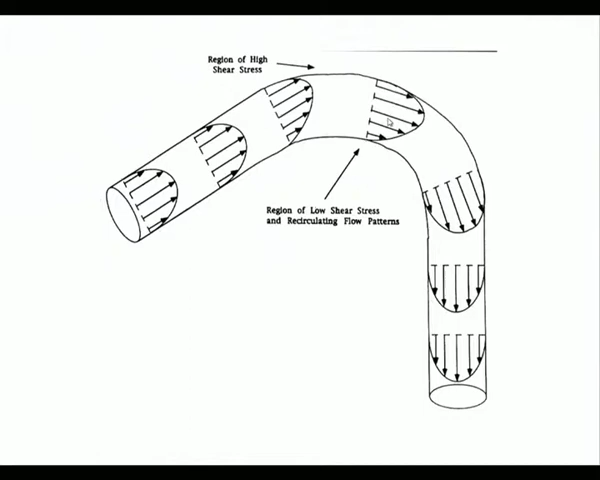 Region of High
Shear Stress
Region of Low Shear Stress
and Recirculating Flow Patterns